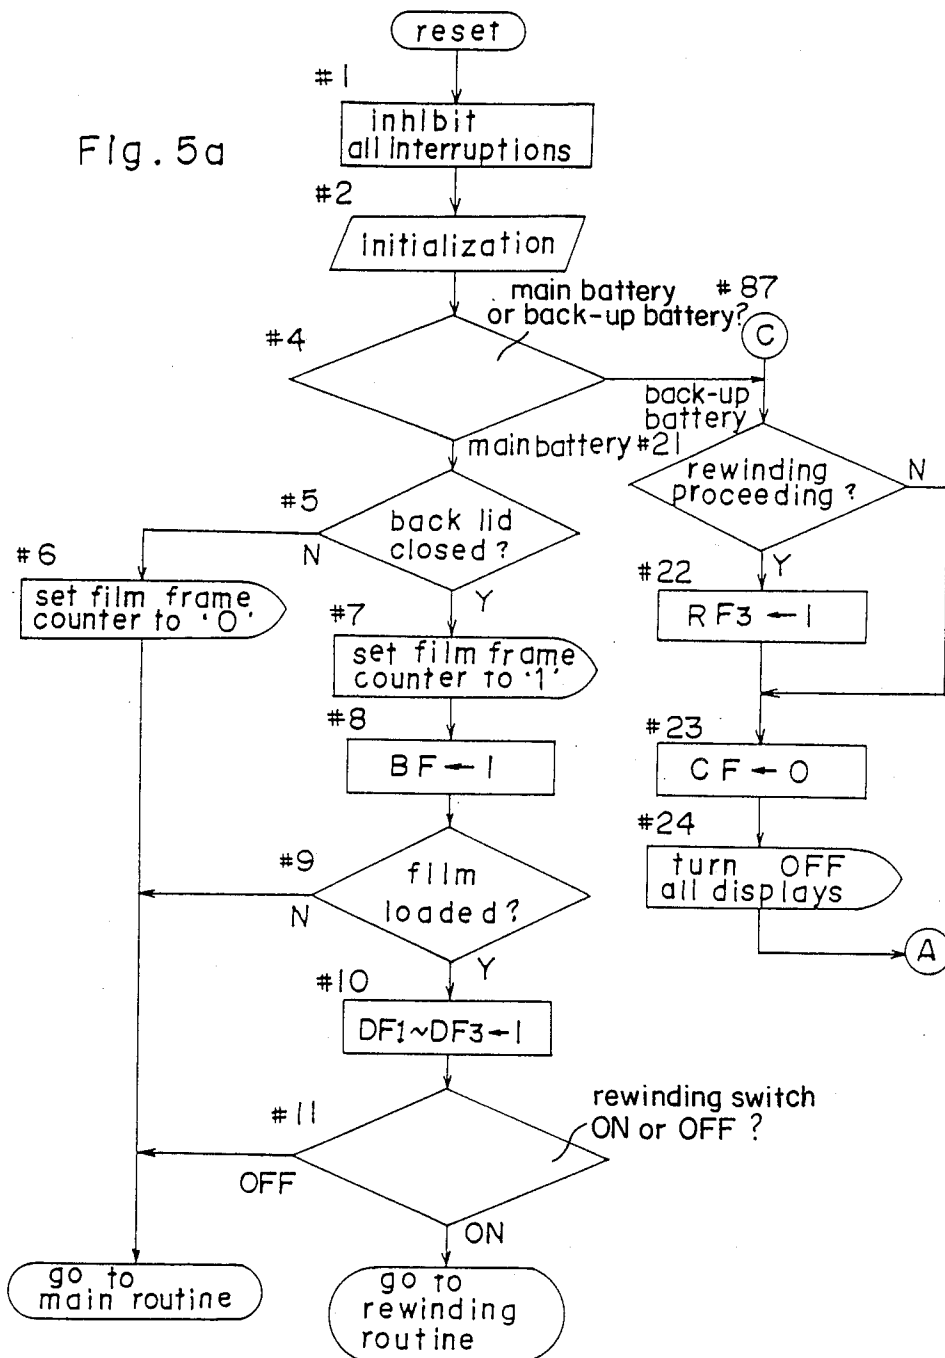 reset
#1
inhibit
all interruptions
Fig. 5a
#2
initialization
main battery
or back-up battery?
#87
C
#4
back-up
battery
main battery
#21
rewinding
proceeding?
N
Y
#5
back lid
closed?
N
Y
#6
set film frame
counter to '0'
#7
set film frame
counter to '1'
#22
RF3 ← 1
#8
BF ← 1
#23
CF ← 0
#24
turn OFF
all displays
A
#9
film
loaded?
N
Y
#10
DF1~DF3 ← 1
#11
rewinding switch
ON or OFF?
OFF
ON
go to
main routine
go to
rewinding
routine